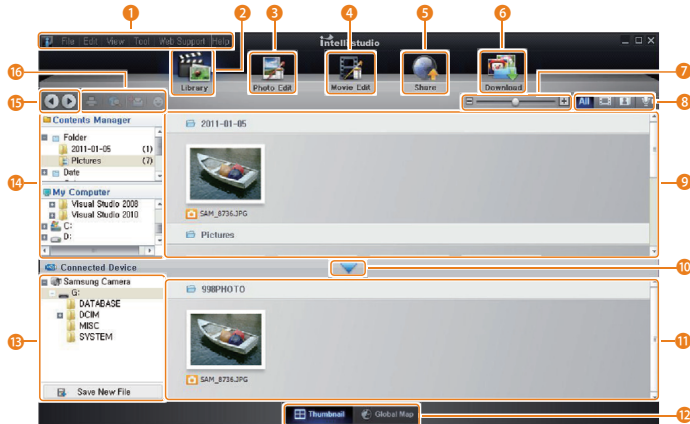 1 2 3 4 5 6
File | Edit | View | Tool | Web Support | Help
Intelli studio
Library Photo Edit Movie Edit Share Download
16 7
15 All 8
Contents Manager
Folder
2011-01-05 (1)
Pictures (7)
Date
14
My Computer
Visual Studio 2008
Visual Studio 2010
C:
D:
2011-01-05
SAM_8736.JPG
9
Pictures
Connected Device 10
Samsung Camera
G:
DATABASE
DCIM
MISC
SYSTEM
13
Save New File
998PHOTO
SAM_8736.JPG
11
Thumbnail Global Map 12